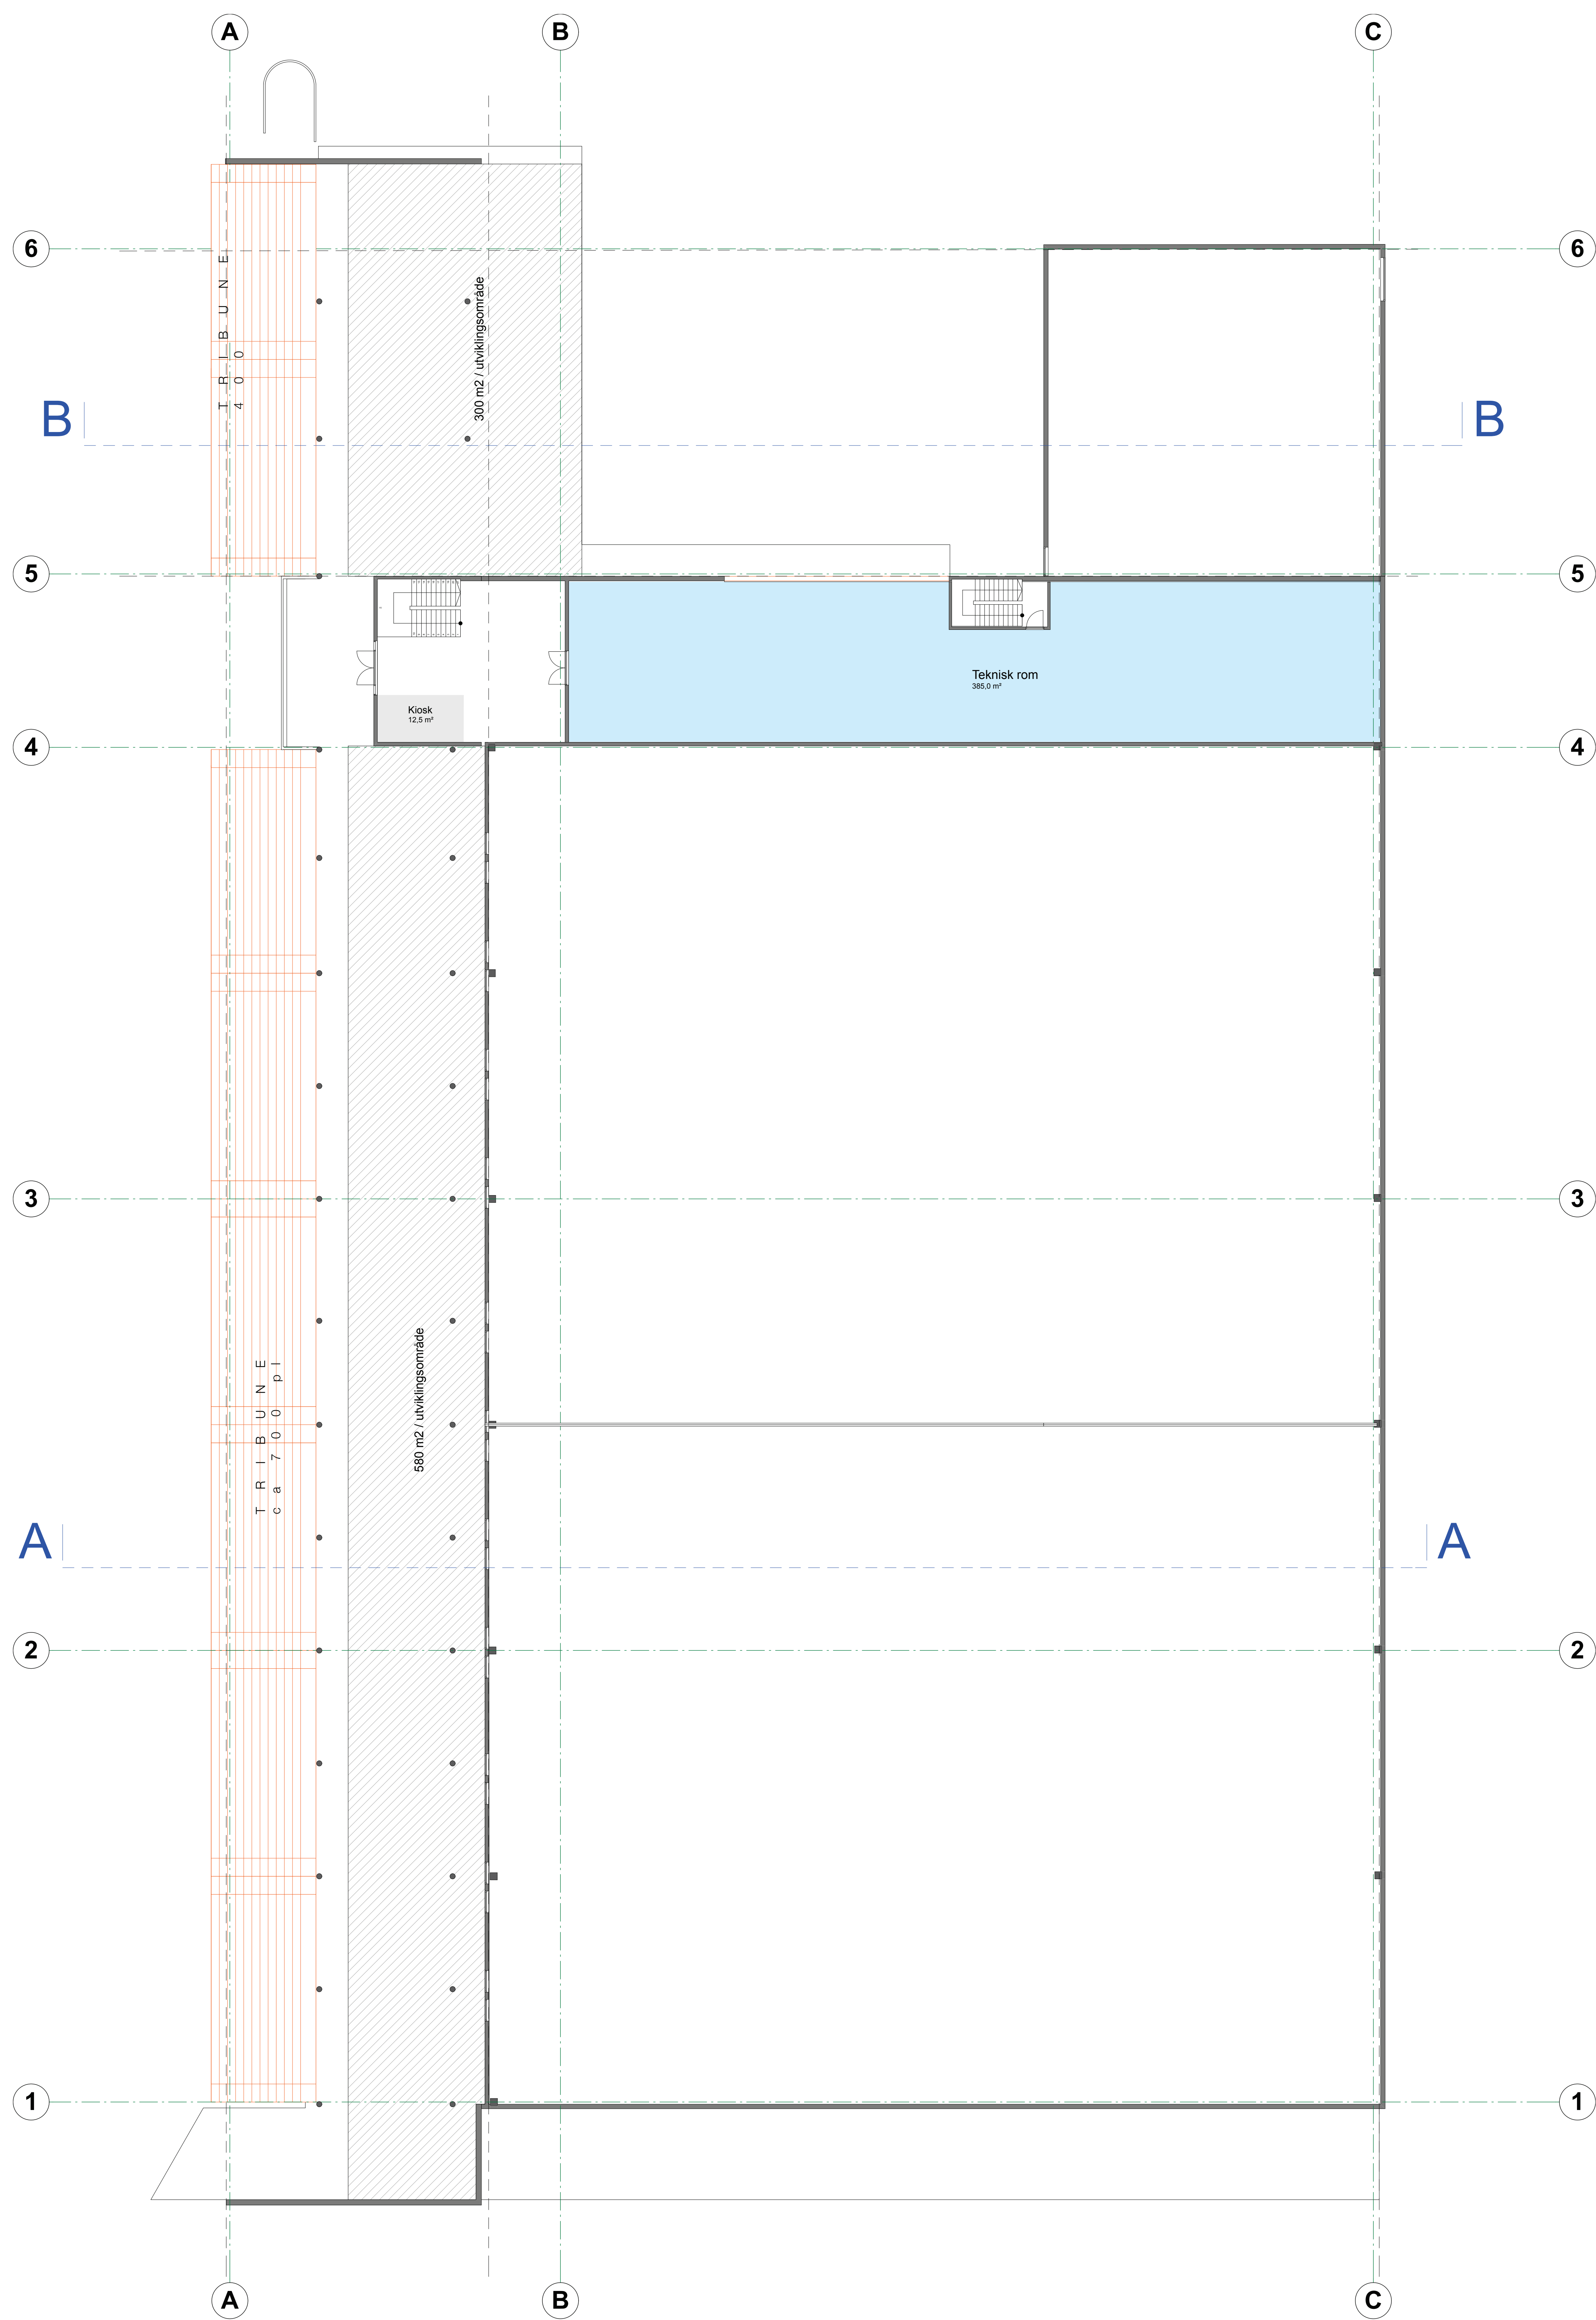 A
B
C
6
6
TRIBUNE
400
300 m2 / utviklingsområde
B
B
5
5
Teknisk rom
385,0 m²
Kiosk
12,5 m²
4
4
3
3
TRIBUNE
ca 700 pl
580 m2 / utviklingsområde
A
A
2
2
1
1
A
B
C